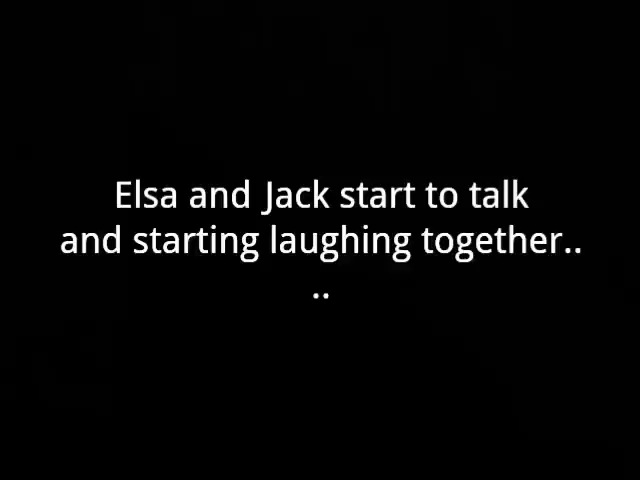 Elsa and Jack start to talk
and starting laughing together..
..